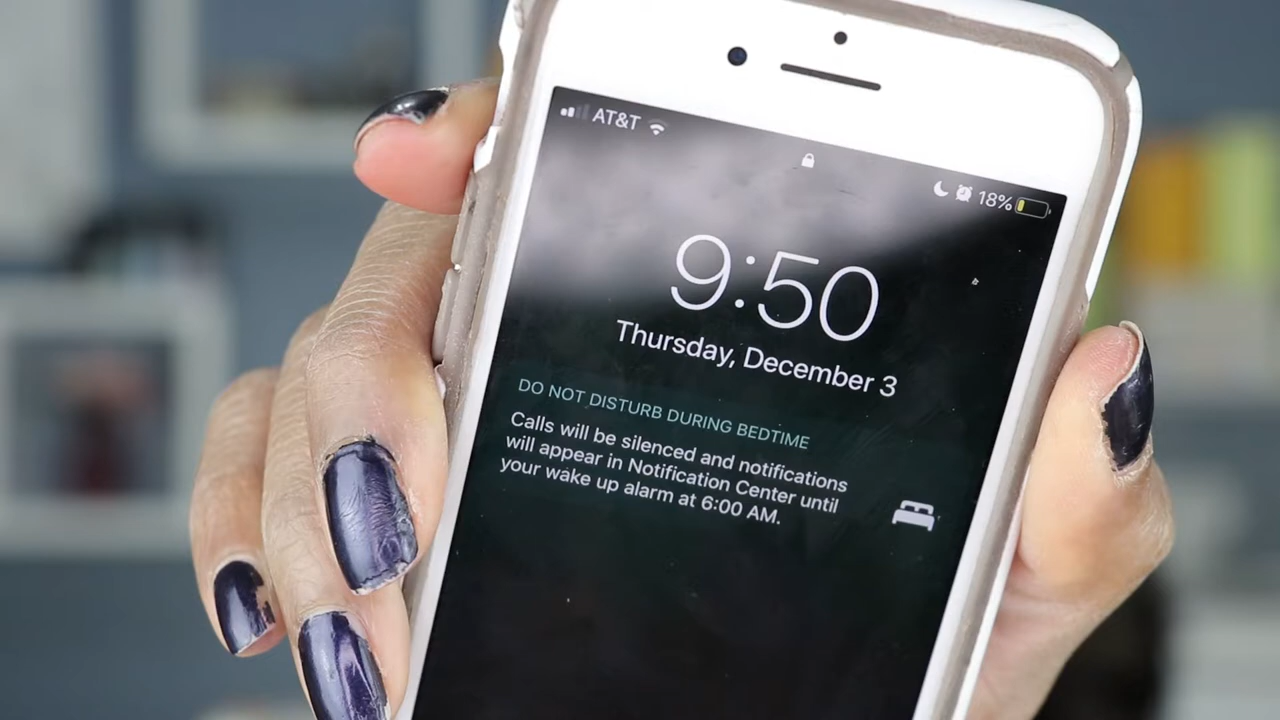 AT&T
18%
9:50
Thursday, December 3
DO NOT DISTURB DURING BEDTIME
Calls will be silenced and notifications
will appear in Notification Center until
your wake up alarm at 6:00 AM.